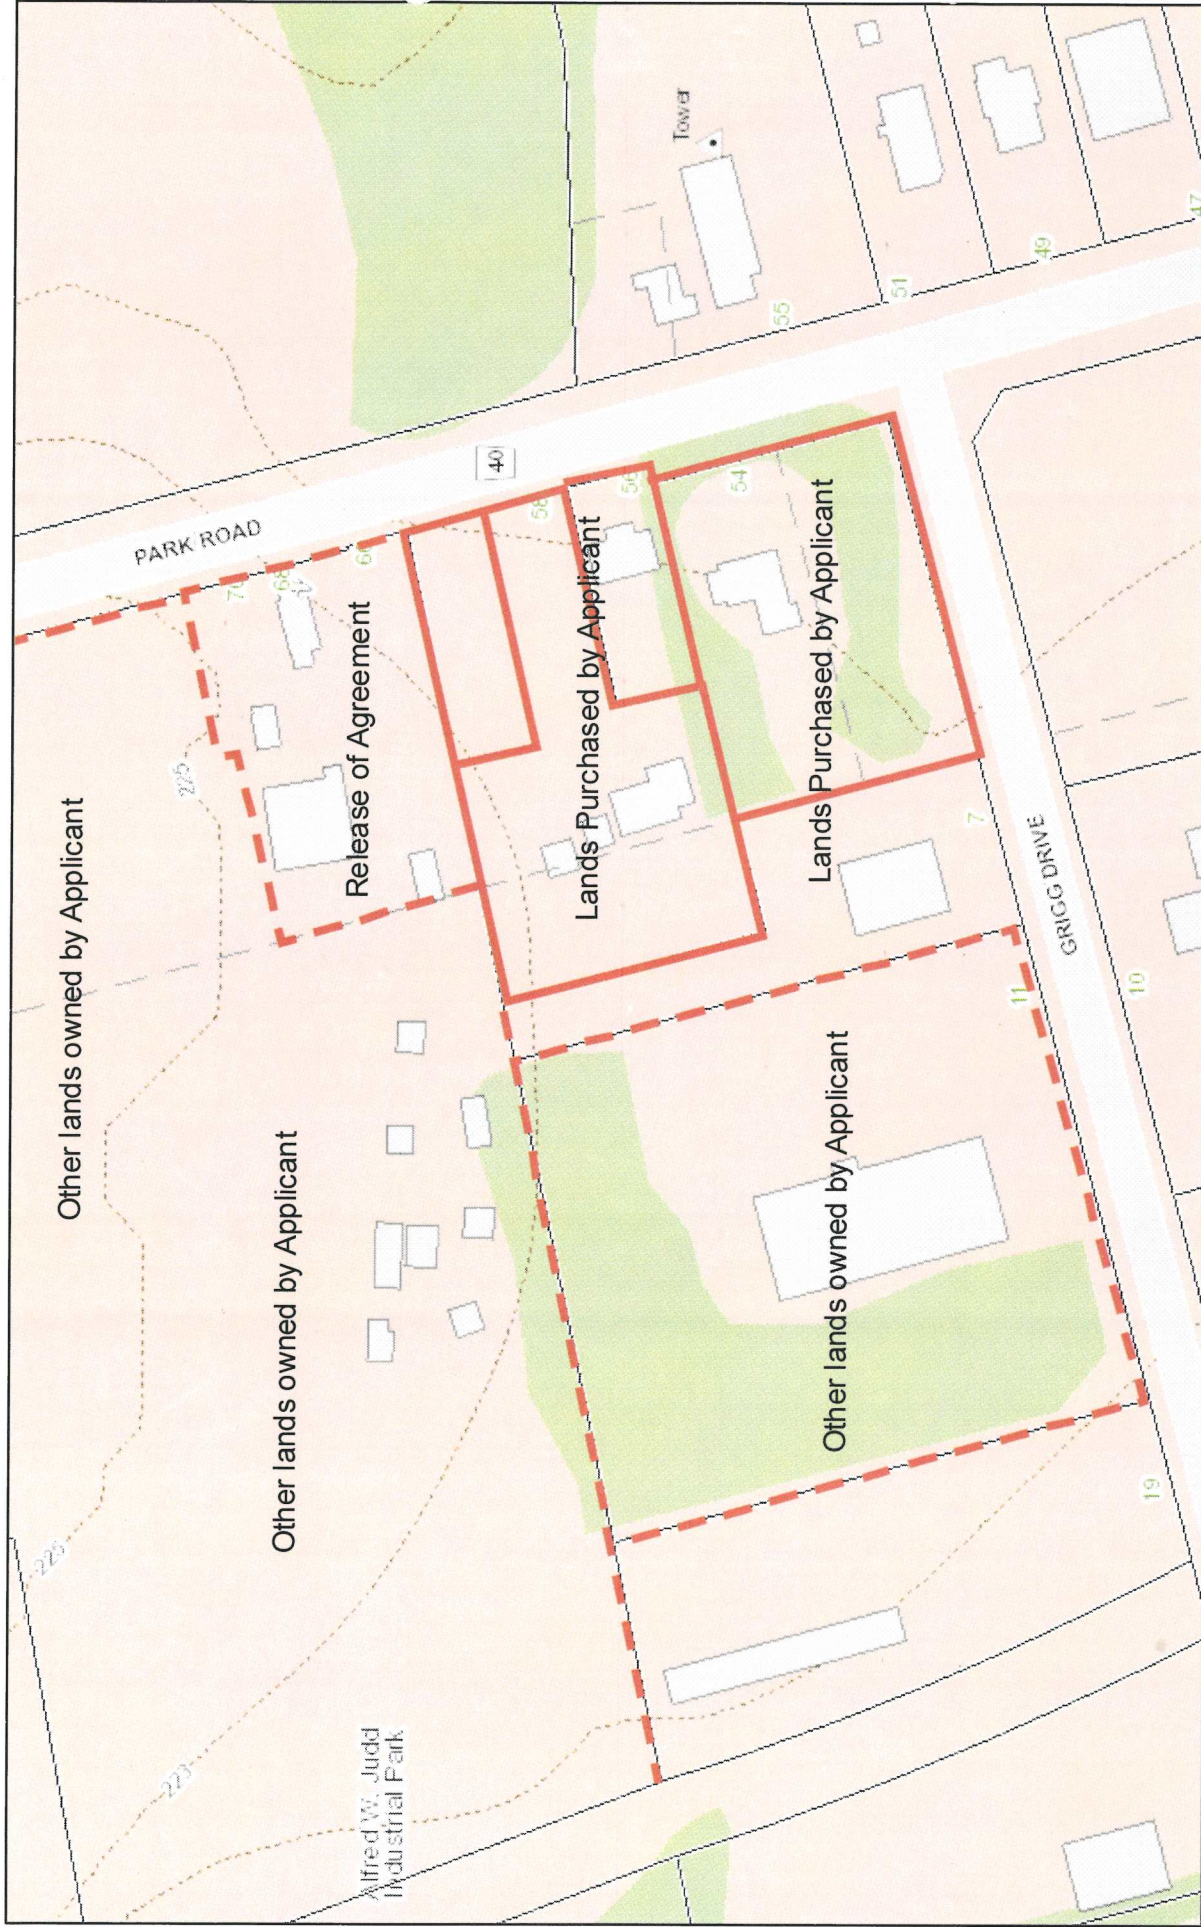 Tower
PARK ROAD
40
70
68
66
58
56
54
55
51
49
47
225
Other lands owned by Applicant
Release of Agreement
Lands Purchased by Applicant
Lands Purchased by Applicant
Other lands owned by Applicant
Other lands owned by Applicant
7
11
GRIGG DRIVE
10
19
225
223
Alfred W. Judd
Industrial Park